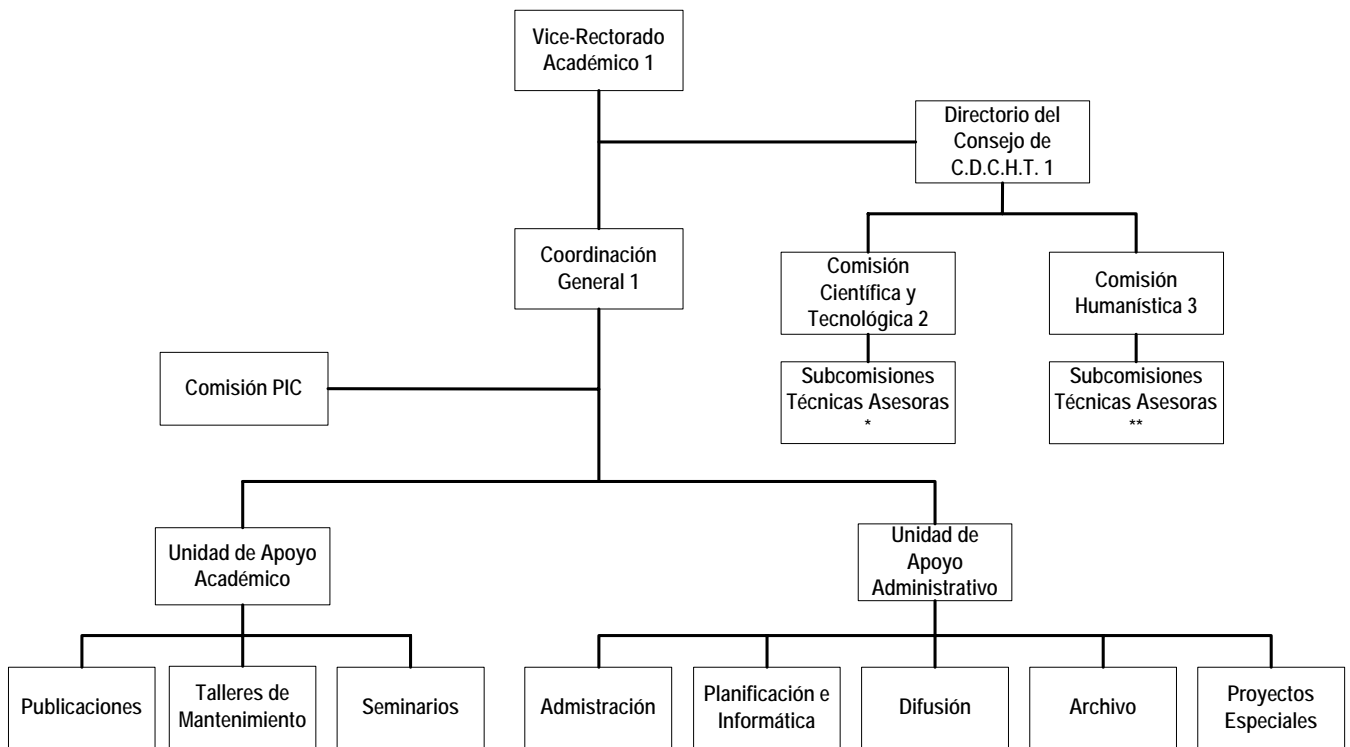 Vice-Rectorado
Académico 1
Directorio del
Consejo de
C.D.C.H.T. 1
Coordinación
General 1
Comisión
Científica y
Tecnológica 2
Comisión
Humanística 3
Comisión PIC
Subcomisiones
Técnicas Asesoras
*
Subcomisiones
Técnicas Asesoras
**
Unidad de Apoyo
Académico
Unidad de
Apoyo
Administrativo
Publicaciones
Talleres de
Mantenimiento
Seminarios
Admistración
Planificación e
Informática
Difusión
Archivo
Proyectos
Especiales